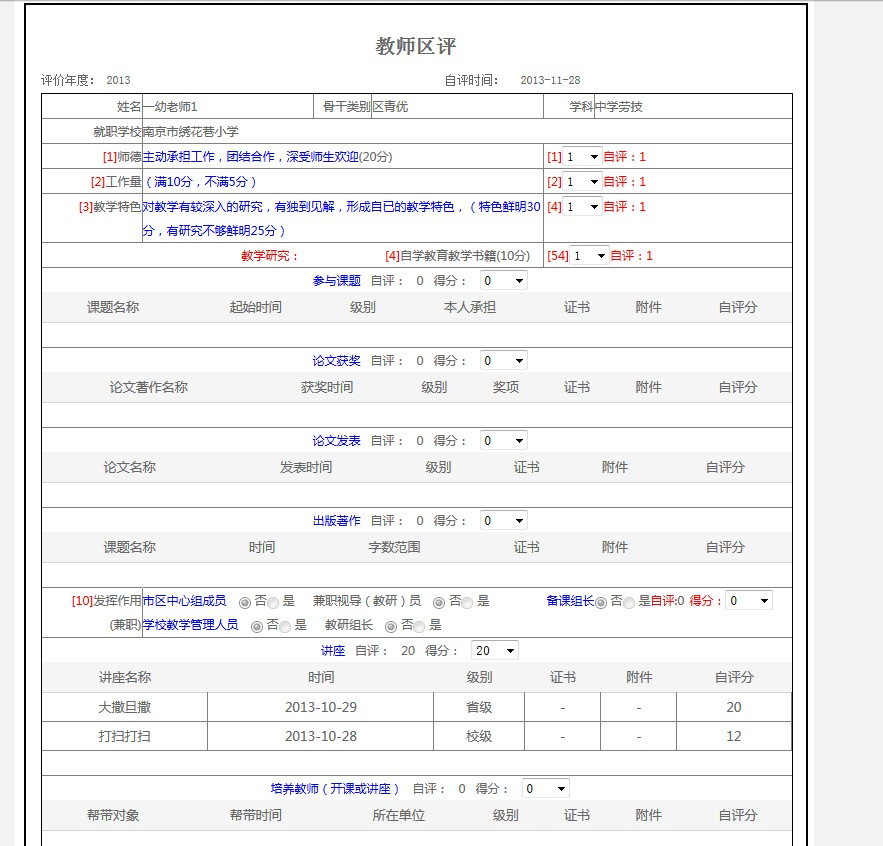 教师区评
评价年度： 2013 自评时间： 2013-11-28
姓名 一幼老师1 骨干类别 区青优 学科 中学劳技
就职学校 南京市绣花巷小学
[1]师德 主动承担工作，团结合作，深受师生欢迎(20分) [1] 1 自评：1
[2]工作量 （满10分，不满5分） [2] 1 自评：1
[3]教学特色 对教学有较深入的研究，有独到见解，形成自已的教学特色，（特色鲜明30 [4] 1 自评：1
分，有研究不够鲜明25分）
教学研究： [4]自学教育教学书籍(10分) [54] 1 自评：1
参与课题 自评： 0 得分： 0
课题名称 起始时间 级别 本人承担 证书 附件 自评分
论文获奖 自评： 0 得分： 0
论文著作名称 获奖时间 级别 奖项 证书 附件 自评分
论文发表 自评： 0 得分： 0
论文名称 发表时间 级别 证书 附件 自评分
出版著作 自评： 0 得分： 0
课题名称 时间 字数范围 证书 附件 自评分
[10]发挥作用 市区中心组成员 否 是 兼职视导（教研）员 否 是 备课组长 否 是 自评:0 得分： 0
(兼职) 学校教学管理人员 否 是 教研组长 否 是
讲座 自评： 20 得分： 20
讲座名称 时间 级别 证书 附件 自评分
大撒旦撒 2013-10-29 省级 - - 20
打扫打扫 2013-10-28 校级 - - 12
培养教师（开课或讲座） 自评： 0 得分： 0
帮带对象 帮带时间 所在单位 级别 证书 附件 自评分